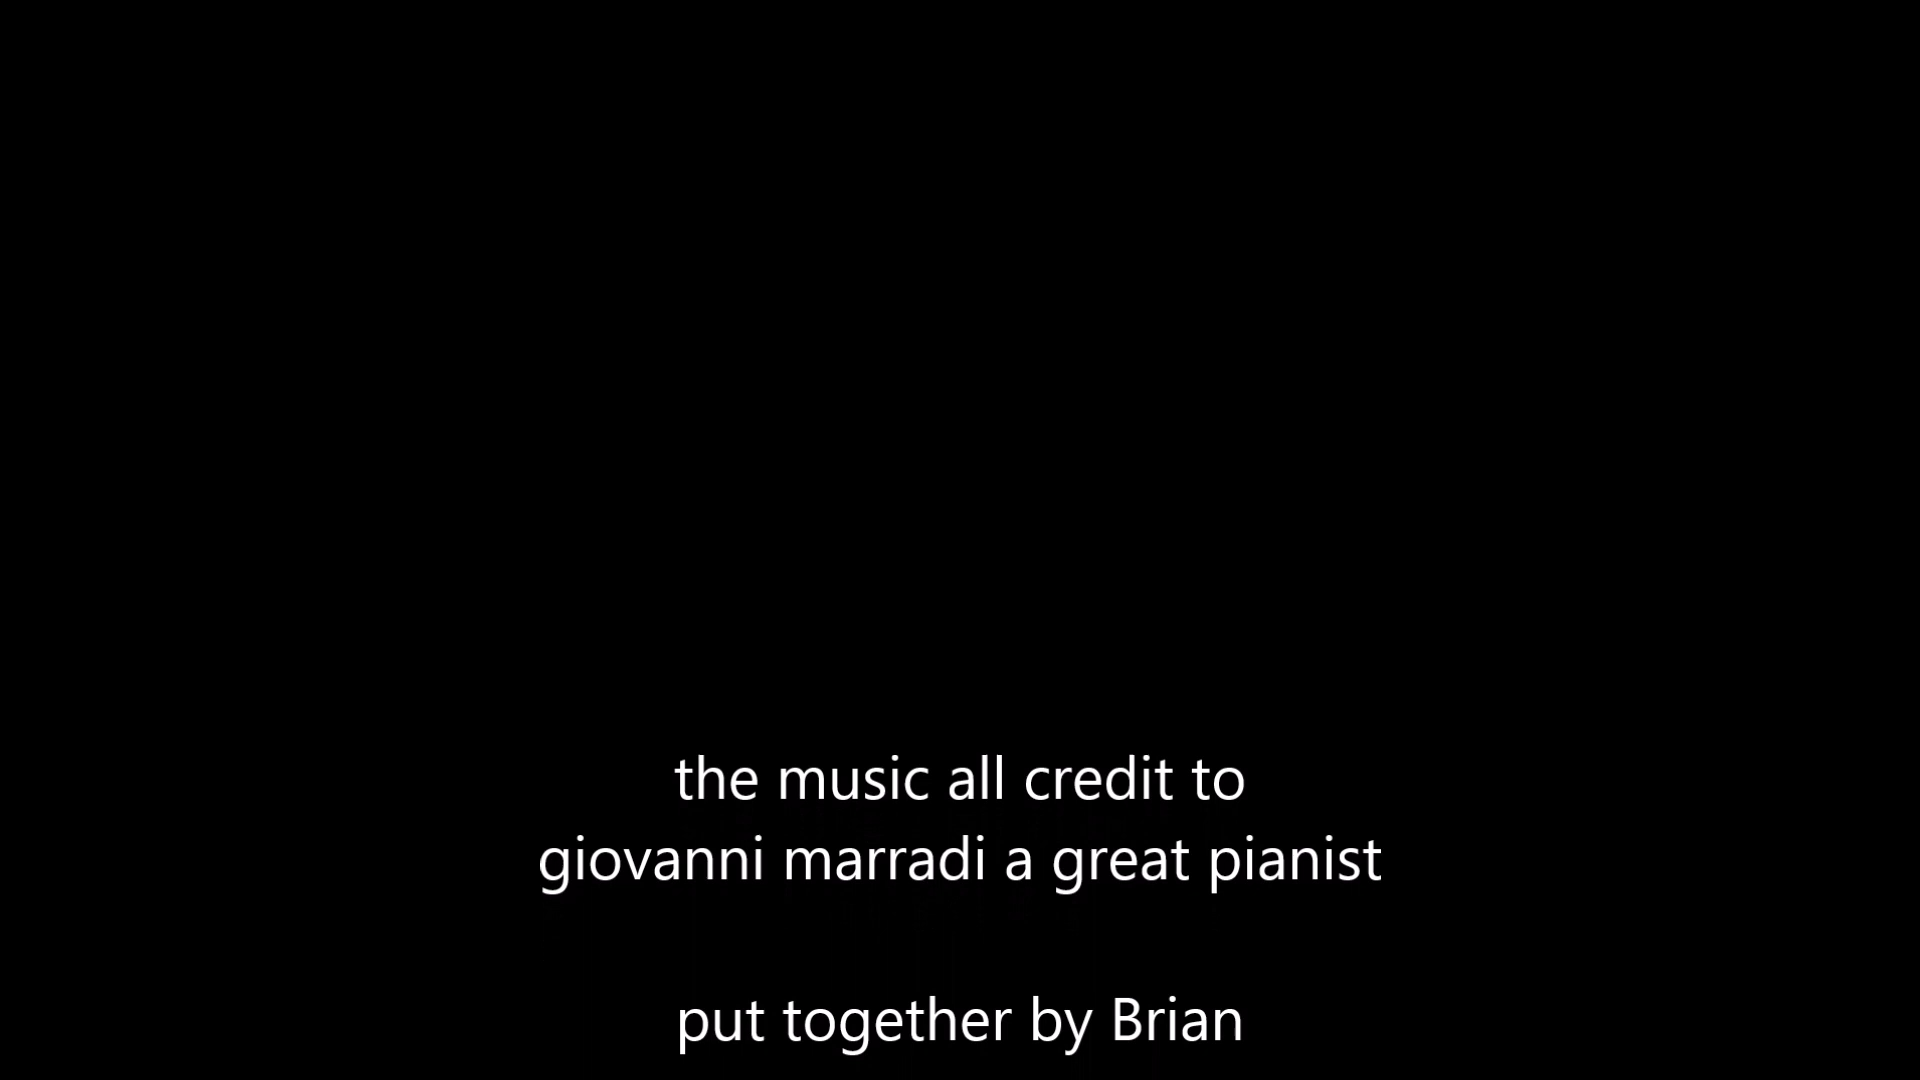 the music all credit to
giovanni marradi a great pianist
put together by Brian